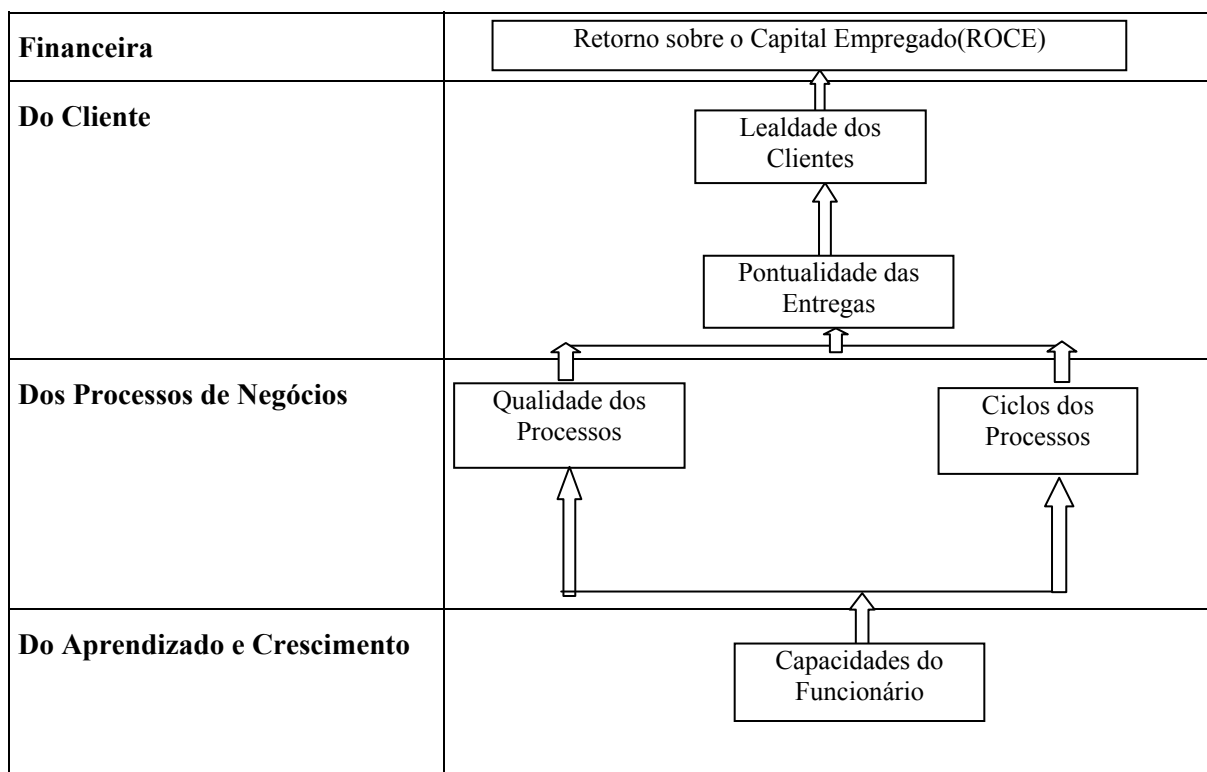 Financeira
Retorno sobre o Capital Empregado(ROCE)
Do Cliente
Lealdade dos
Clientes
Pontualidade das
Entregas
Dos Processos de Negócios
Qualidade dos
Processos
Ciclos dos
Processos
Do Aprendizado e Crescimento
Capacidades do
Funcionário